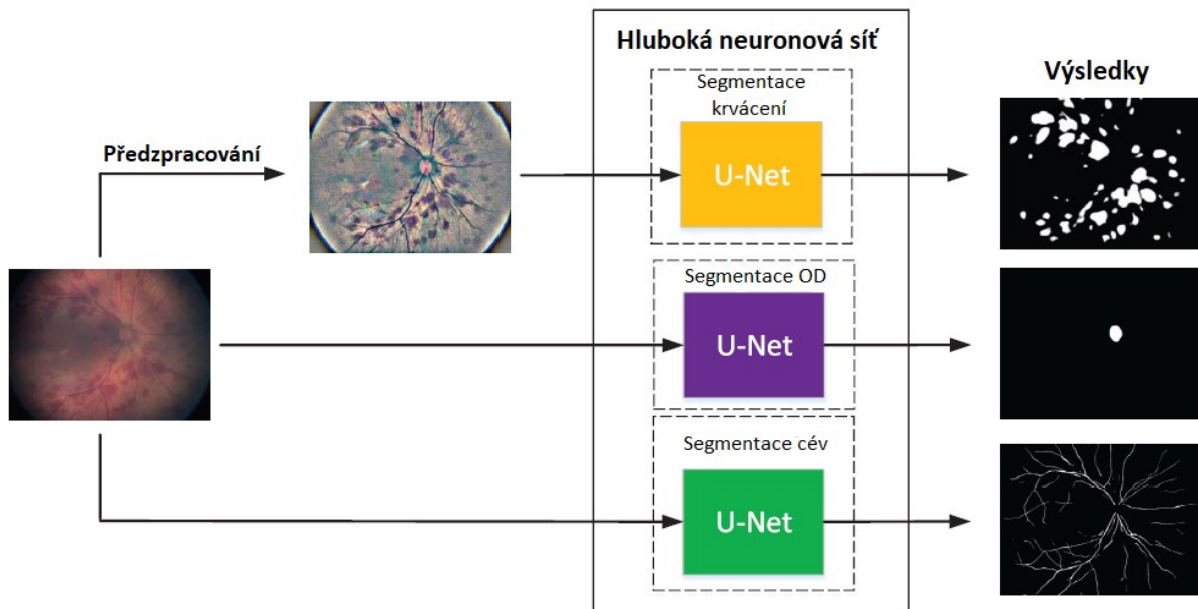 Hluboká neuronová síť
Výsledky
Předzpracování
Segmentace
krvácení
U-Net
Segmentace OD
U-Net
Segmentace cév
U-Net